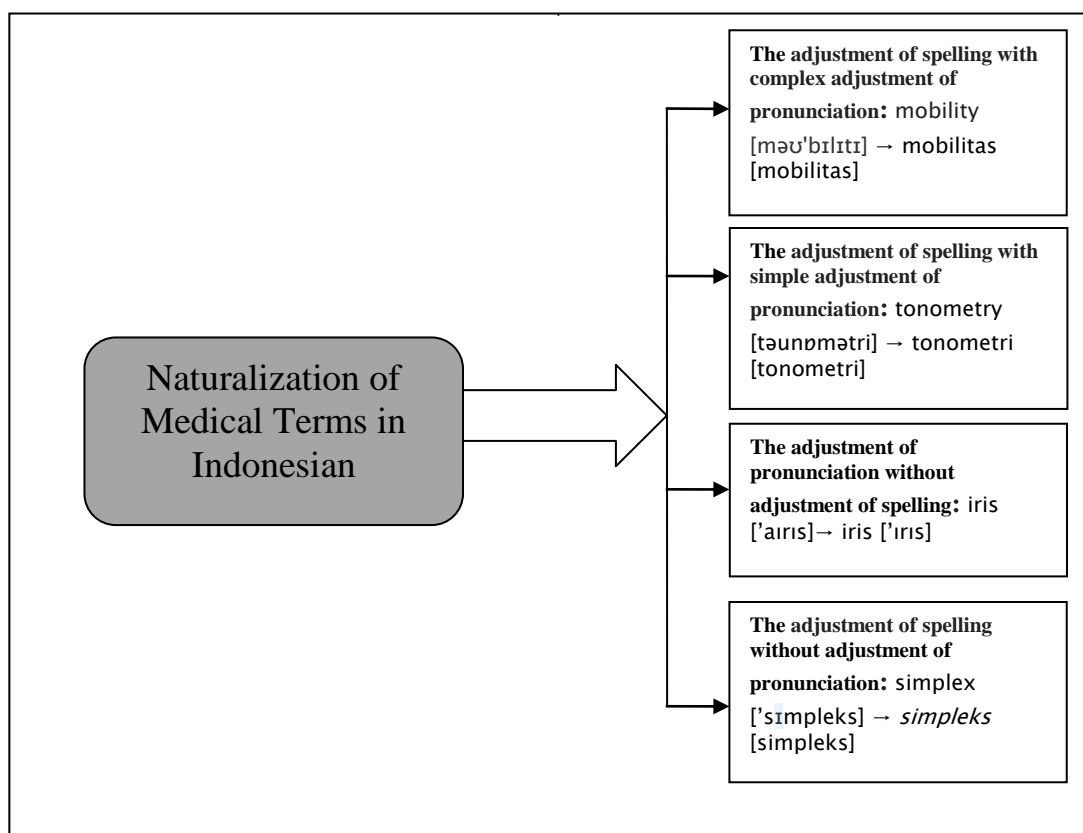 The adjustment of spelling with
complex adjustment of
pronunciation: mobility
[məʊ'bɪlɪtɪ] → mobilitas
[mobilitas]
The adjustment of spelling with
simple adjustment of
pronunciation: tonometry
[təunɒmətri] → tonometri
[tonometri]
Naturalization of
Medical Terms in
Indonesian
The adjustment of
pronunciation without
adjustment of spelling: iris
['aɪrɪs]→ iris ['ɪrɪs]
The adjustment of spelling
without adjustment of
pronunciation: simplex
['sɪmpleks] → simpleks
[simpleks]